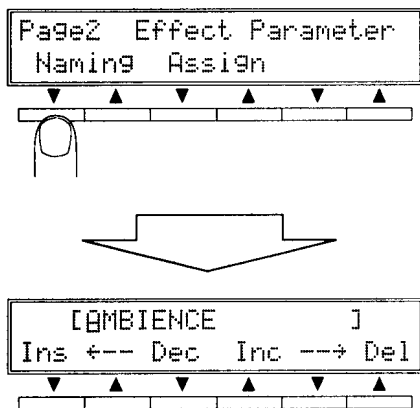 Page2 Effect Parameter
Naming Assign
[AMBIENCE ]
Ins ←-- Dec Inc --→ Del